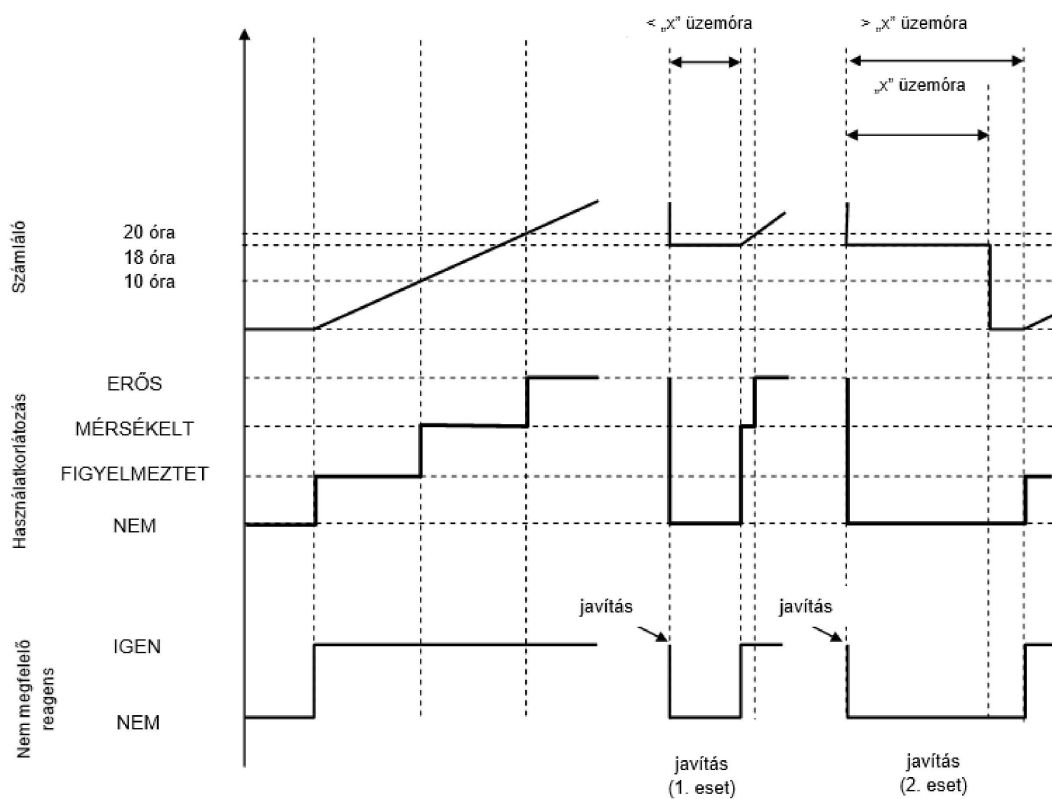 < „x” üzemóra
> „x” üzemóra
„x” üzemóra
Számláló
20 óra
18 óra
10 óra
Használatkorlátozás
ERŐS
MÉRSÉKELT
FIGYELMEZTET
NEM
Nem megfelelő
reagens
IGEN
NEM
javítás
javítás
javítás
(1. eset)
javítás
(2. eset)